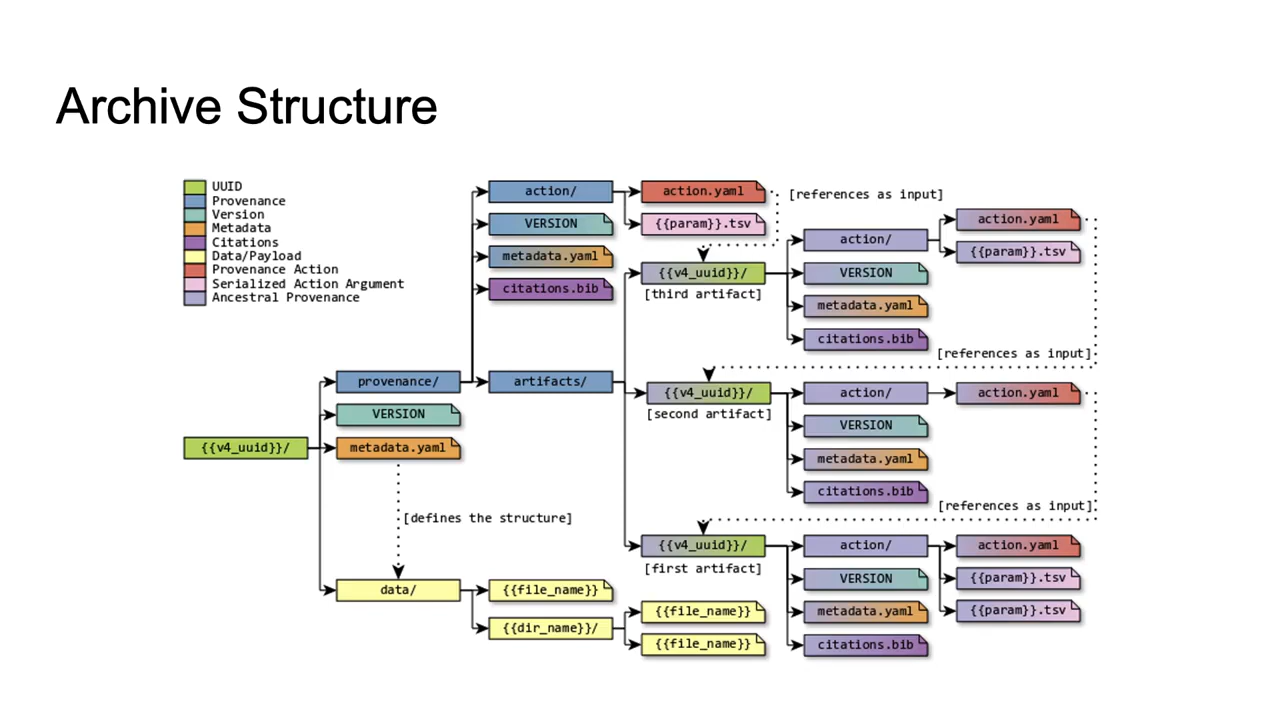 Archive Structure
UUID
Provenance
Version
Metadata
Citations
Data/Payload
Provenance Action
Serialized Action Argument
Ancestral Provenance
{{v4_uuid}}/
provenance/
VERSION
metadata.yaml
[defines the structure]
data/
{{file_name}}
{{dir_name}}/
{{file_name}}
{{file_name}}
action/
VERSION
metadata.yaml
citations.bib
artifacts/
action.yaml
{{param}}.tsv
[references as input]
{{v4_uuid}}/
[third artifact]
action/
VERSION
metadata.yaml
citations.bib
action.yaml
{{param}}.tsv
[references as input]
{{v4_uuid}}/
[second artifact]
action/
VERSION
metadata.yaml
citations.bib
action.yaml
[references as input]
{{v4_uuid}}/
[first artifact]
action/
VERSION
metadata.yaml
citations.bib
action.yaml
{{param}}.tsv
{{param}}.tsv